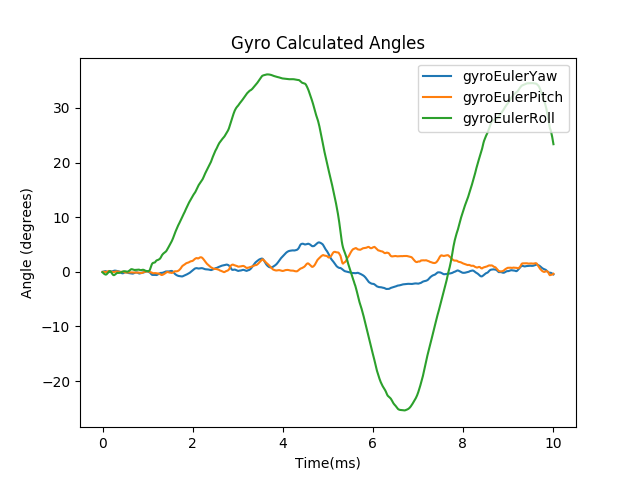 Gyro Calculated Angles
gyroEulerYaw
gyroEulerPitch
gyroEulerRoll
Angle (degrees)
30
20
10
0
−10
−20
0 2 4 6 8 10
Time(ms)